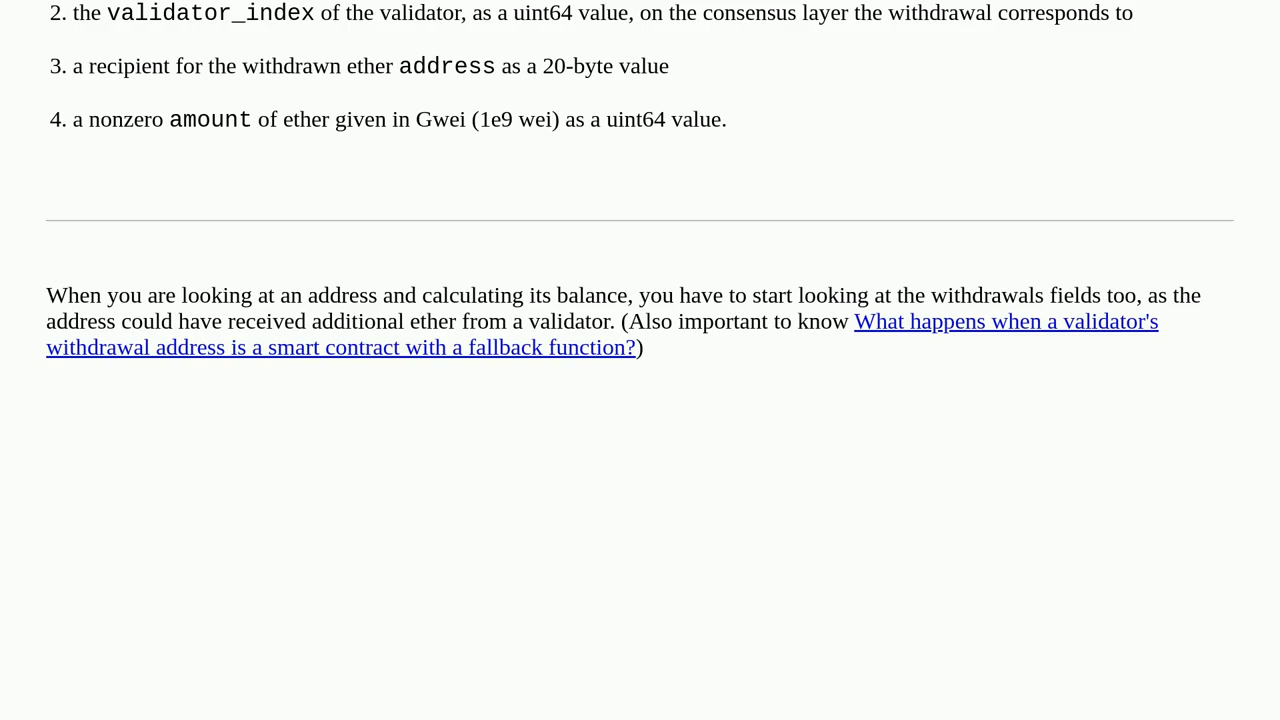 2. the validator_index of the validator, as a uint64 value, on the consensus layer the withdrawal corresponds to
3. a recipient for the withdrawn ether address as a 20-byte value
4. a nonzero amount of ether given in Gwei (1e9 wei) as a uint64 value.
When you are looking at an address and calculating its balance, you have to start looking at the withdrawals fields too, as the
address could have received additional ether from a validator. (Also important to know What happens when a validator's
withdrawal address is a smart contract with a fallback function?)